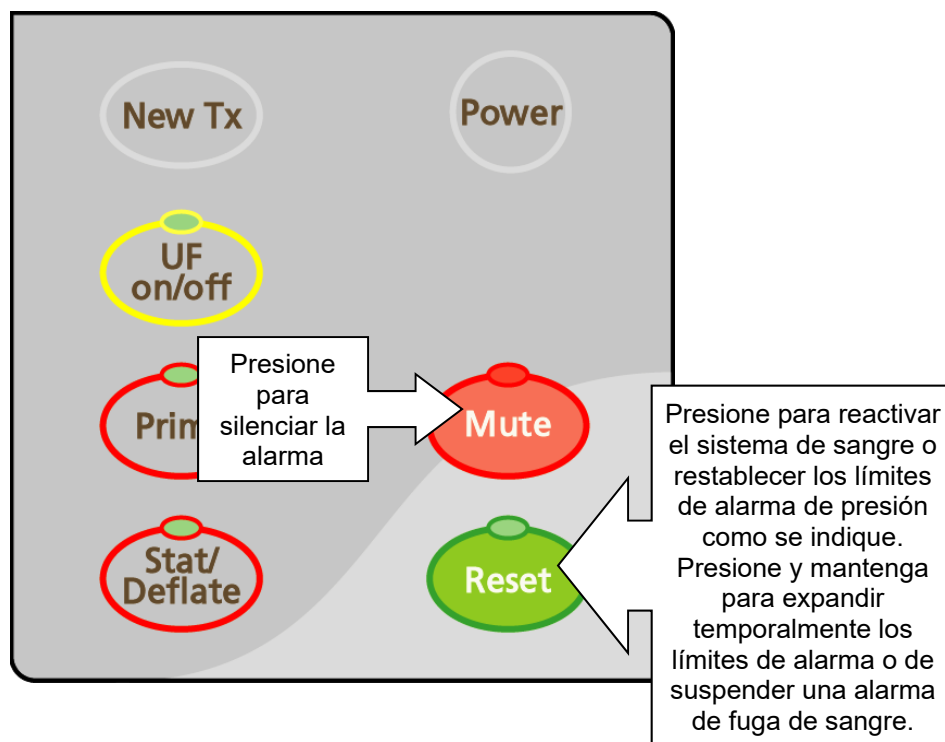 New Tx
Power
UF
on/off
Prim
Presione
para
silenciar la
alarma
Mute
Presione para reactivar
el sistema de sangre o
restablecer los límites
de alarma de presión
como se indique.
Presione y mantenga
para expandir
temporalmente los
límites de alarma o de
suspender una alarma
de fuga de sangre.
Stat/
Deflate
Reset